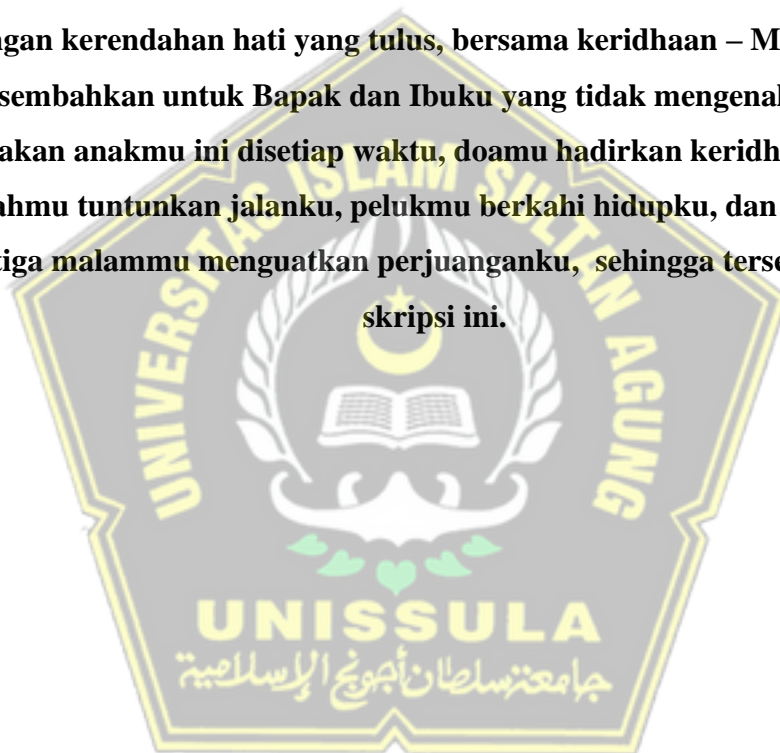 ngan kerendahan hati yang tulus, bersama keridhaan – M
sembahkan untuk Bapak dan Ibuku yang tidak mengenal
akan anakmu ini disetiap waktu, doamu hadirkan keridh
ahmu tuntunkan jalanku, pelukmu berkahi hidupku, dan
tiga malammu menguatkan perjuanganku, sehingga terse
skripsi ini.
UNIVERSITAS ISLAM SULTAN AGUNG
UNISSULA
جامعة سلطان أجونج الإسلامية